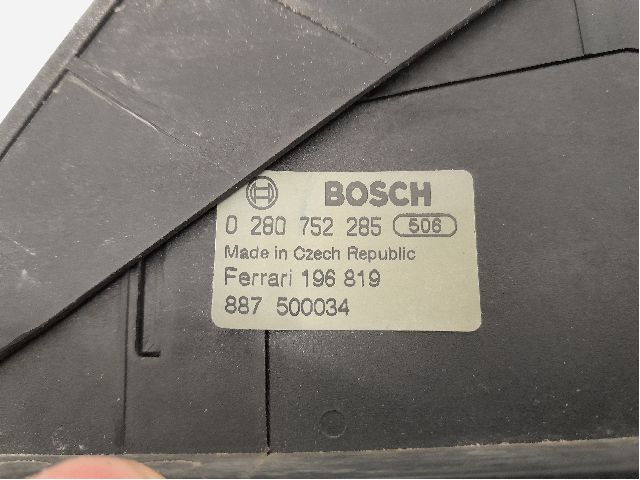 BOSCH
0 280 752 285 506
Made in Czech Republic
Ferrari 196 819
887 500034